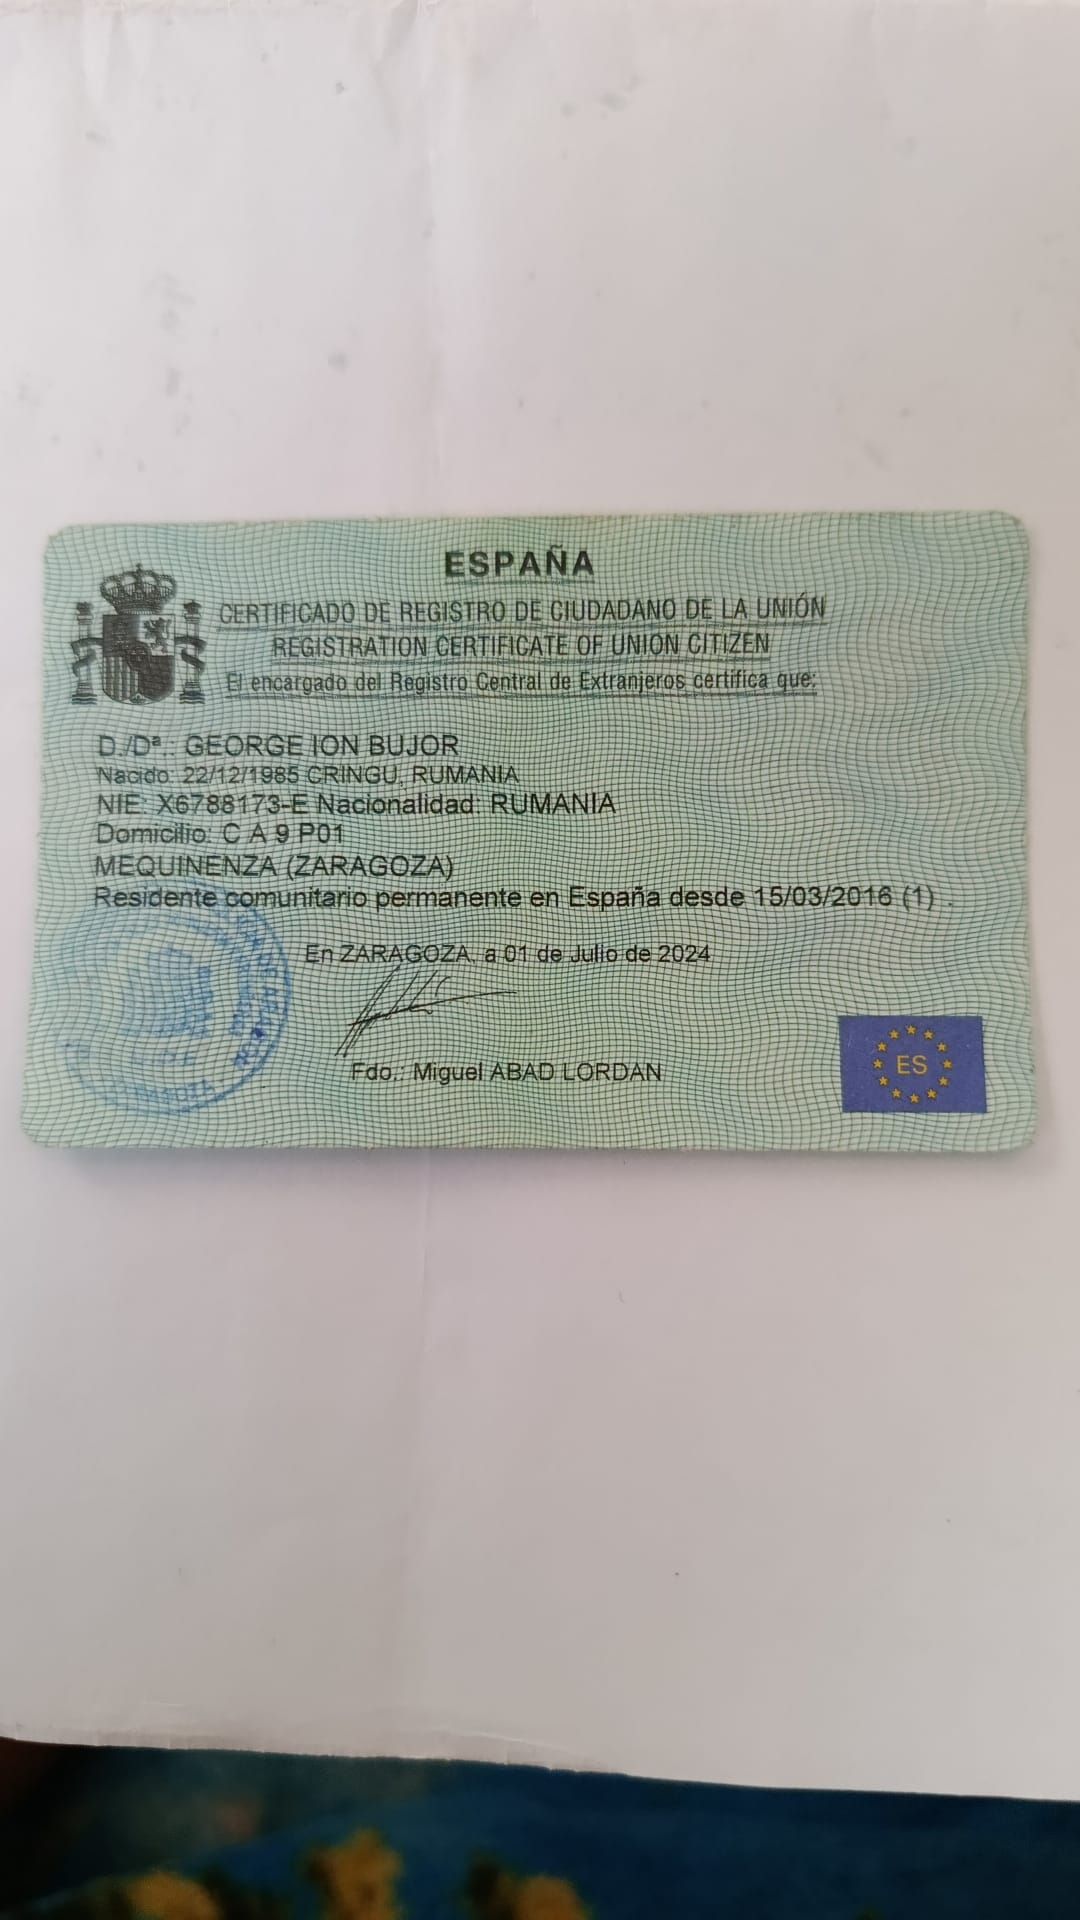 ESPAÑA
CERTIFICADO DE REGISTRO DE CIUDADANO DE LA UNIÓN
REGISTRATION CERTIFICATE OF UNION CITIZEN
El encargado del Registro Central de Extranjeros certifica que:
D./Dª.: GEORGE ION BUJOR
Nacido: 22/12/1985 CRINGU, RUMANIA
NIE: X6788173-E Nacionalidad: RUMANIA
Domicilio: C A 9 P01
MEQUINENZA (ZARAGOZA)
Residente comunitario permanente en España desde 15/03/2016 (1) .
En ZARAGOZA, a 01 de Julio de 2024
Fdo.: Miguel ABAD LORDAN
ES